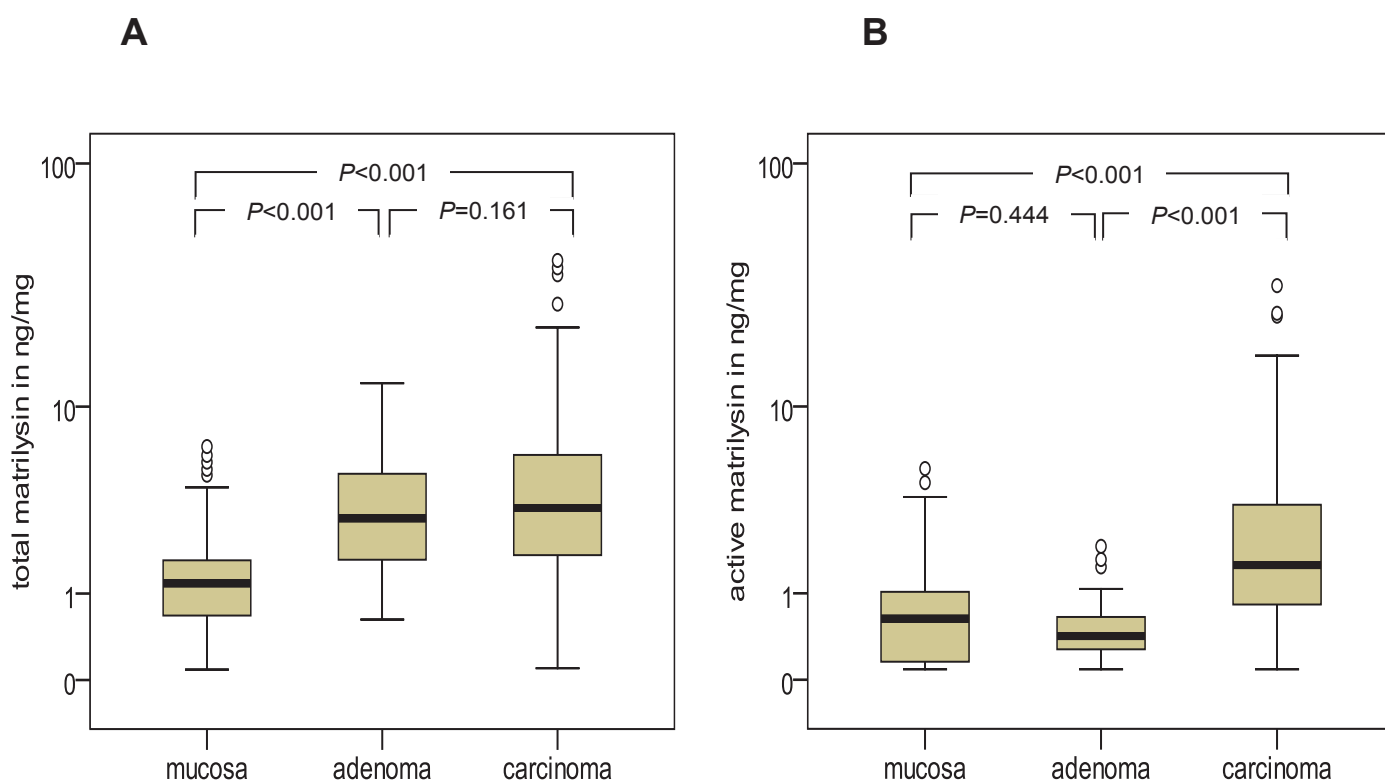 A
100
P<0.001
P<0.001
P=0.161
total matrilysin in ng/mg
10
1
0
mucosa
adenoma
carcinoma
B
100
P<0.001
P=0.444
P<0.001
active matrilysin in ng/mg
10
1
0
mucosa
adenoma
carcinoma